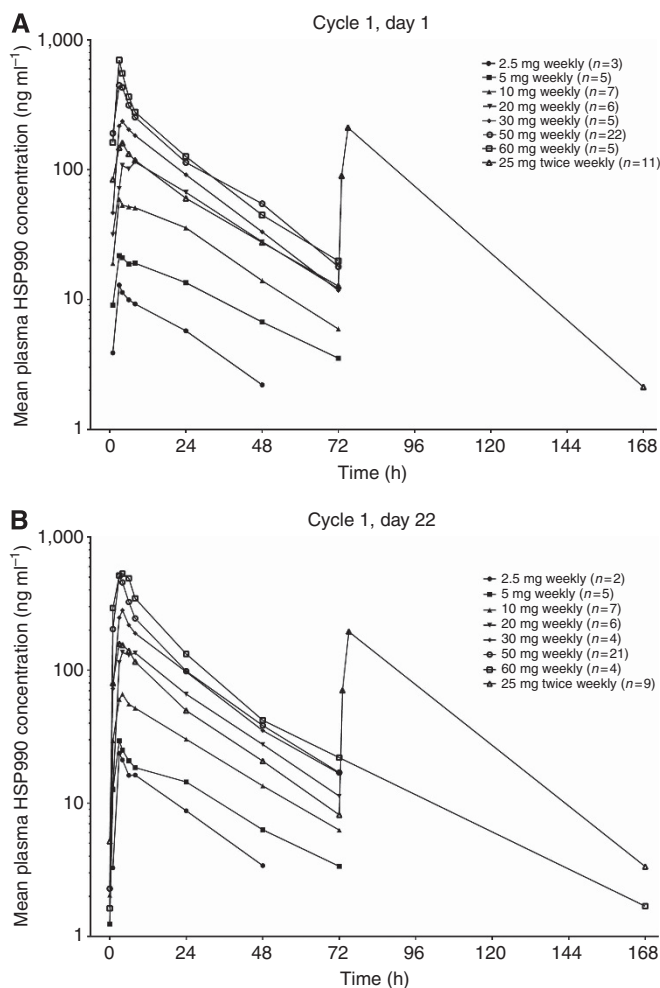 A
Cycle 1, day 1
Mean plasma HSP990 concentration (ng ml⁻¹)
1,000
100
10
1
2.5 mg weekly (n=3)
5 mg weekly (n=5)
10 mg weekly (n=7)
20 mg weekly (n=6)
30 mg weekly (n=5)
50 mg weekly (n=22)
60 mg weekly (n=5)
25 mg twice weekly (n=11)
0 24 48 72 96 120 144 168
Time (h)
B
Cycle 1, day 22
Mean plasma HSP990 concentration (ng ml⁻¹)
1,000
100
10
1
2.5 mg weekly (n=2)
5 mg weekly (n=5)
10 mg weekly (n=7)
20 mg weekly (n=6)
30 mg weekly (n=4)
50 mg weekly (n=21)
60 mg weekly (n=4)
25 mg twice weekly (n=9)
0 24 48 72 96 120 144 168
Time (h)